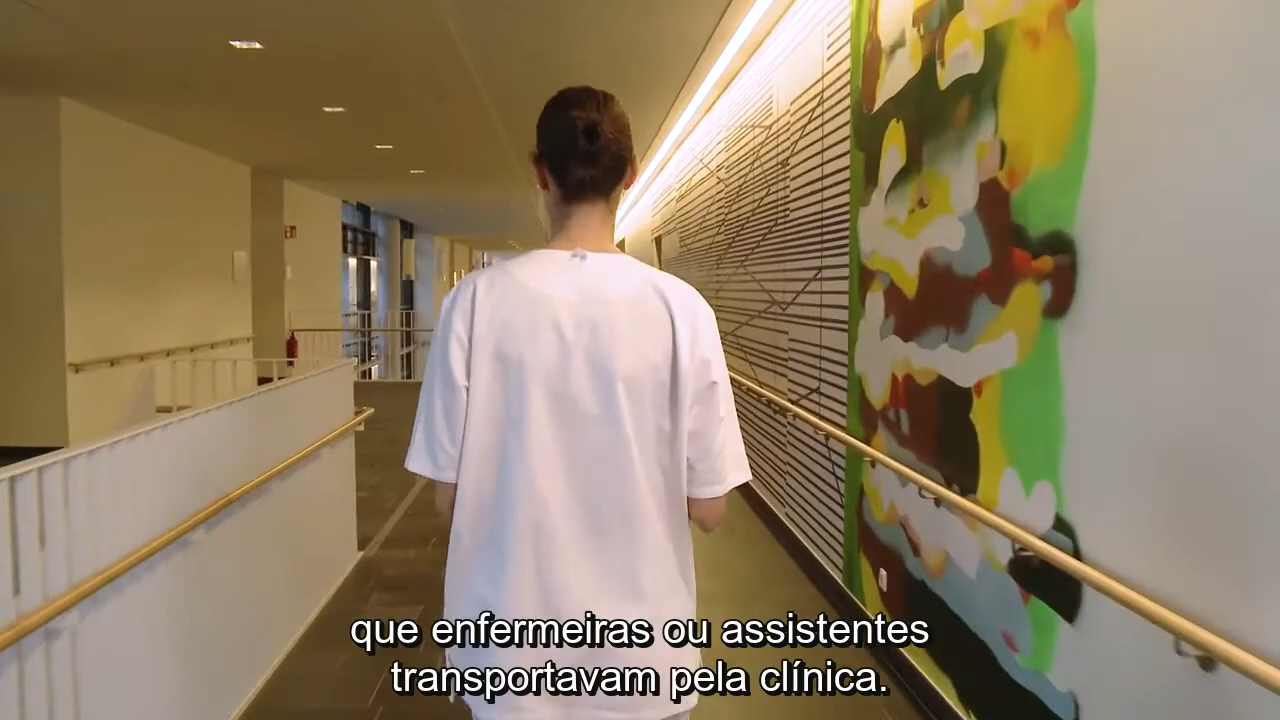 que enfermeiras ou assistentes
transportavam pela clínica.